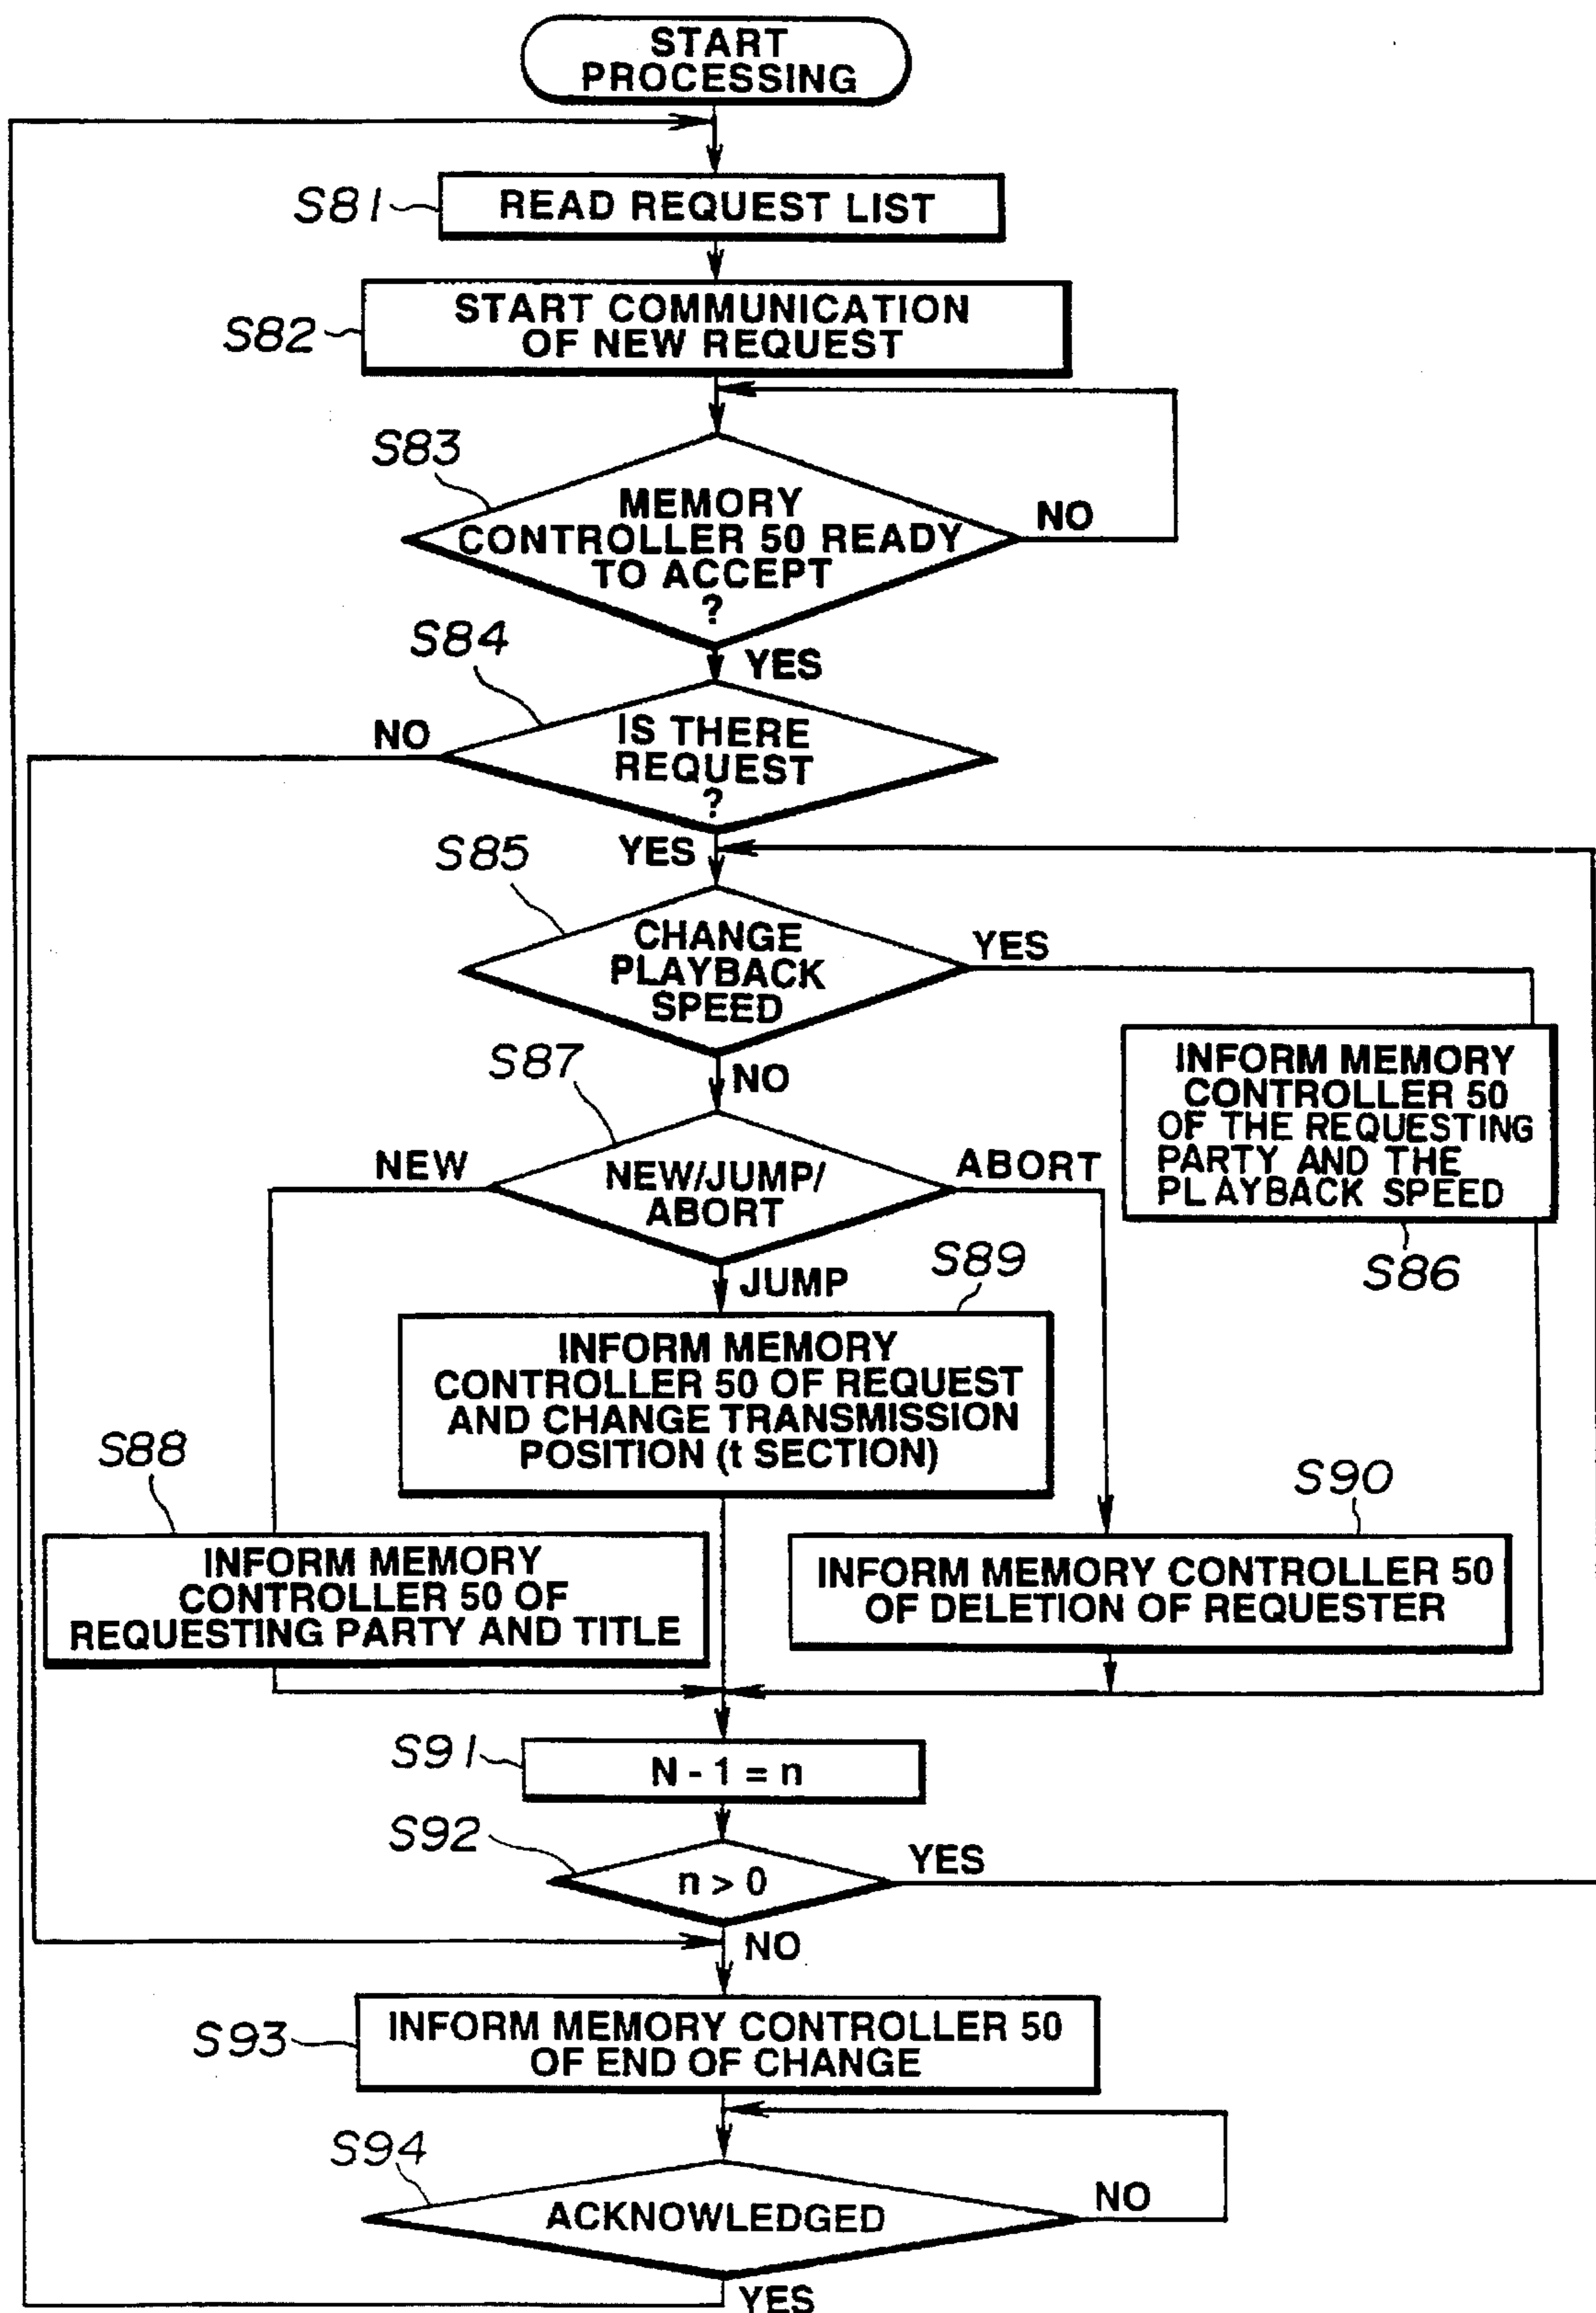 START
PROCESSING
S81
READ REQUEST LIST
S82
START COMMUNICATION
OF NEW REQUEST
S83
MEMORY
CONTROLLER 50 READY
TO ACCEPT
?
NO
YES
S84
NO
IS THERE
REQUEST
?
YES
S85
CHANGE
PLAYBACK
SPEED
YES
NO
INFORM MEMORY
CONTROLLER 50
OF THE REQUESTING
PARTY AND THE
PLAYBACK SPEED
S86
S87
NEW
NEW/JUMP/
ABORT
ABORT
JUMP
S89
INFORM MEMORY
CONTROLLER 50 OF REQUEST
AND CHANGE TRANSMISSION
POSITION (t SECTION)
S88
INFORM MEMORY
CONTROLLER 50 OF
REQUESTING PARTY AND TITLE
S90
INFORM MEMORY CONTROLLER 50
OF DELETION OF REQUESTER
S91
N - 1 = n
S92
n > 0
YES
NO
S93
INFORM MEMORY CONTROLLER 50
OF END OF CHANGE
S94
ACKNOWLEDGED
NO
YES